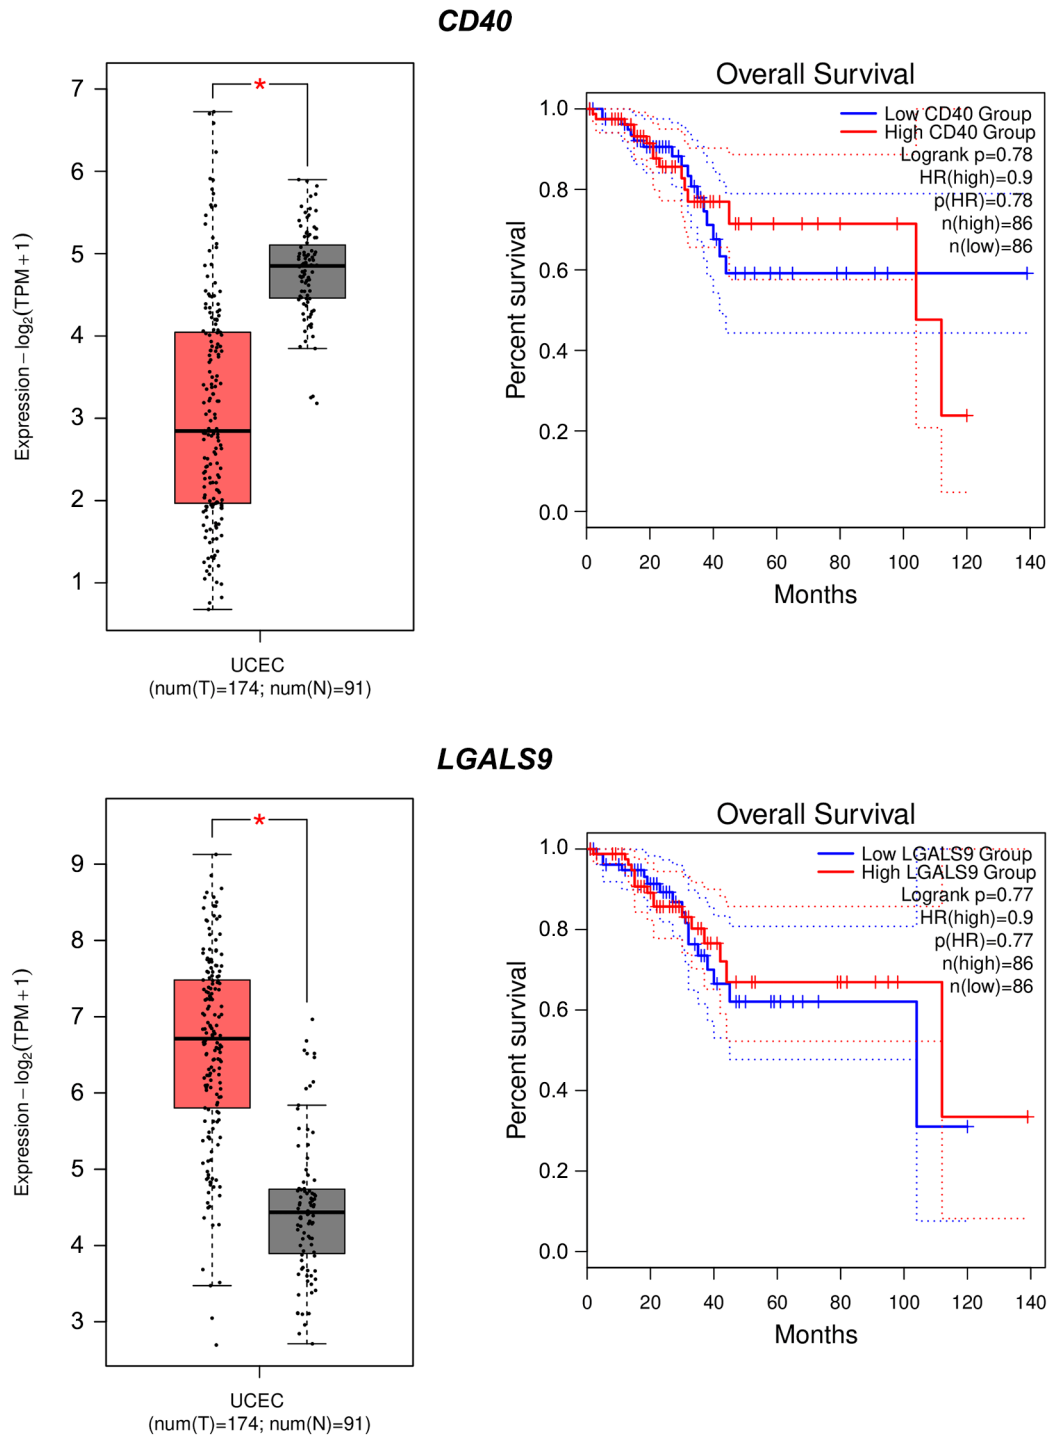 CD40
7
6
5
4
3
2
1
Expression – log2(TPM + 1)
*
UCEC
(num(T)=174; num(N)=91)
Overall Survival
1.0
0.8
0.6
0.4
0.2
0.0
Percent survival
Low CD40 Group
High CD40 Group
Logrank p=0.78
HR(high)=0.9
p(HR)=0.78
n(high)=86
n(low)=86
0 20 40 60 80 100 120 140
Months
LGALS9
9
8
7
6
5
4
3
Expression – log2(TPM + 1)
*
UCEC
(num(T)=174; num(N)=91)
Overall Survival
1.0
0.8
0.6
0.4
0.2
0.0
Percent survival
Low LGALS9 Group
High LGALS9 Group
Logrank p=0.77
HR(high)=0.9
p(HR)=0.77
n(high)=86
n(low)=86
0 20 40 60 80 100 120 140
Months